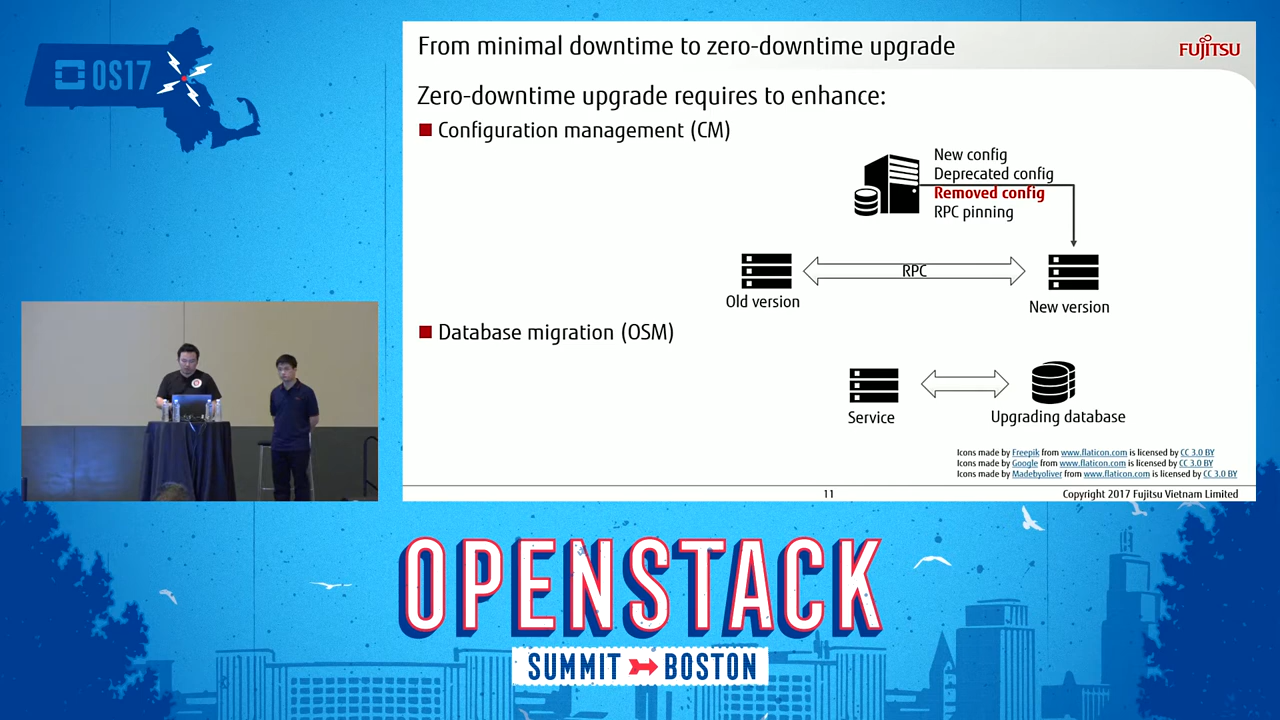 OS17
From minimal downtime to zero-downtime upgrade
FUJITSU
Zero-downtime upgrade requires to enhance:
Configuration management (CM)
New config
Deprecated config
Removed config
RPC pinning
RPC
Old version
New version
Database migration (OSM)
Service
Upgrading database
Icons made by Freepik from www.flaticon.com is licensed by CC 3.0 BY
Icons made by Google from www.flaticon.com is licensed by CC 3.0 BY
Icons made by Madebyoliver from www.flaticon.com is licensed by CC 3.0 BY
11
Copyright 2017 Fujitsu Vietnam Limited
OPENSTACK
SUMMIT BOSTON